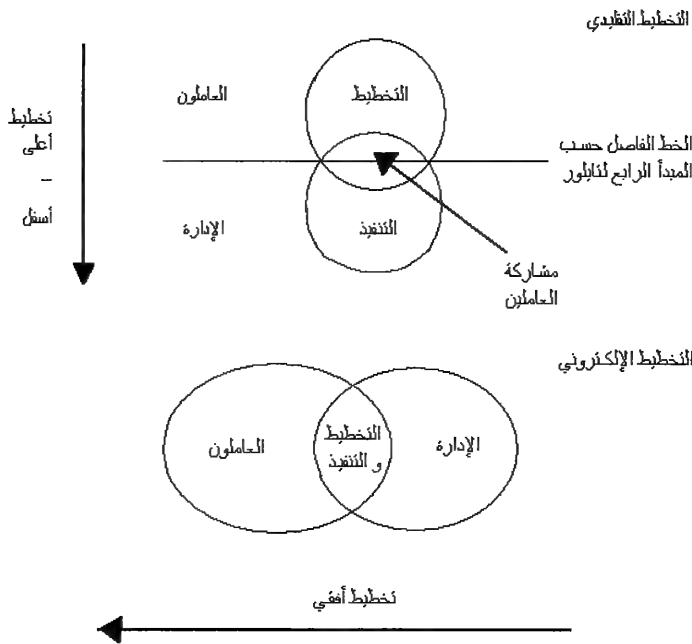 التخطيط التقليدي
العاملون
التخطيط
تخطيط
أعلى
–
أسفل
الخط الفاصل حسب
المبدأ الرابع لتايلور
الإدارة
التنفيذ
مشاركة
العاملين
التخطيط الإلكتروني
الإدارة
التخطيط
و التنفيذ
العاملون
تخطيط أفقي